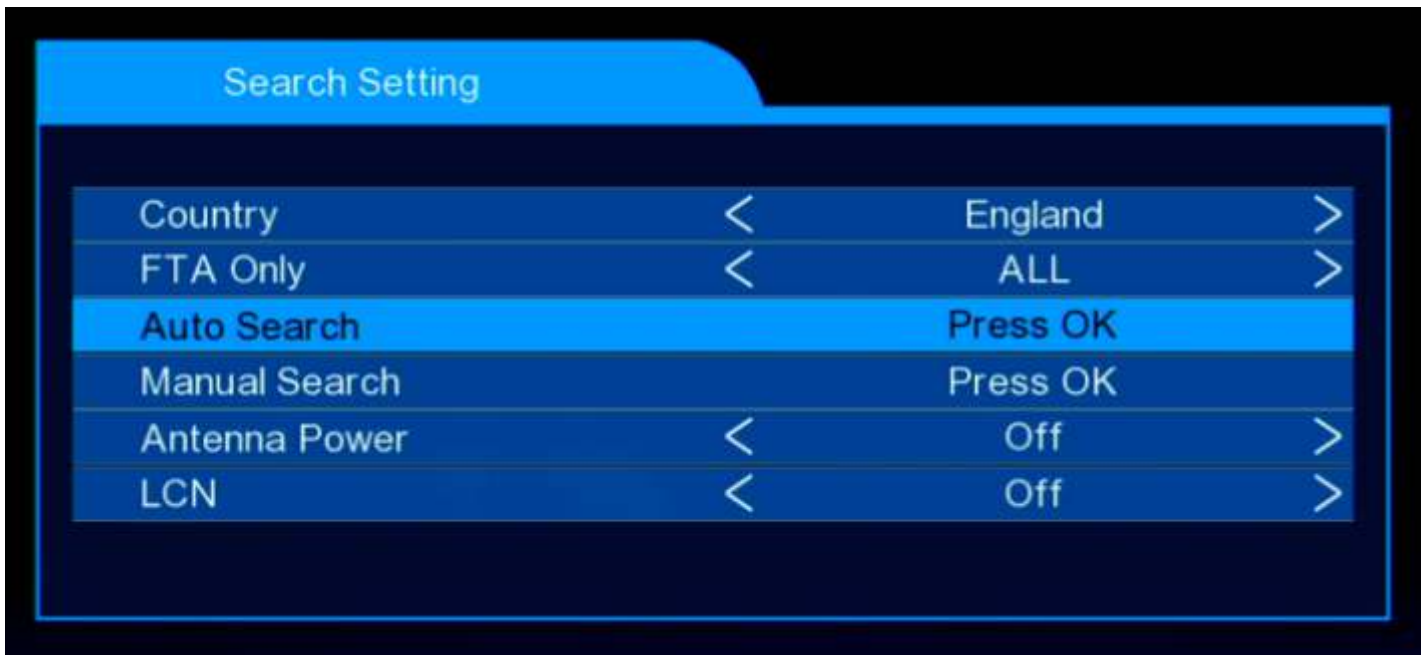 Search Setting
Country < England >
FTA Only < ALL >
Auto Search Press OK
Manual Search Press OK
Antenna Power < Off >
LCN < Off >